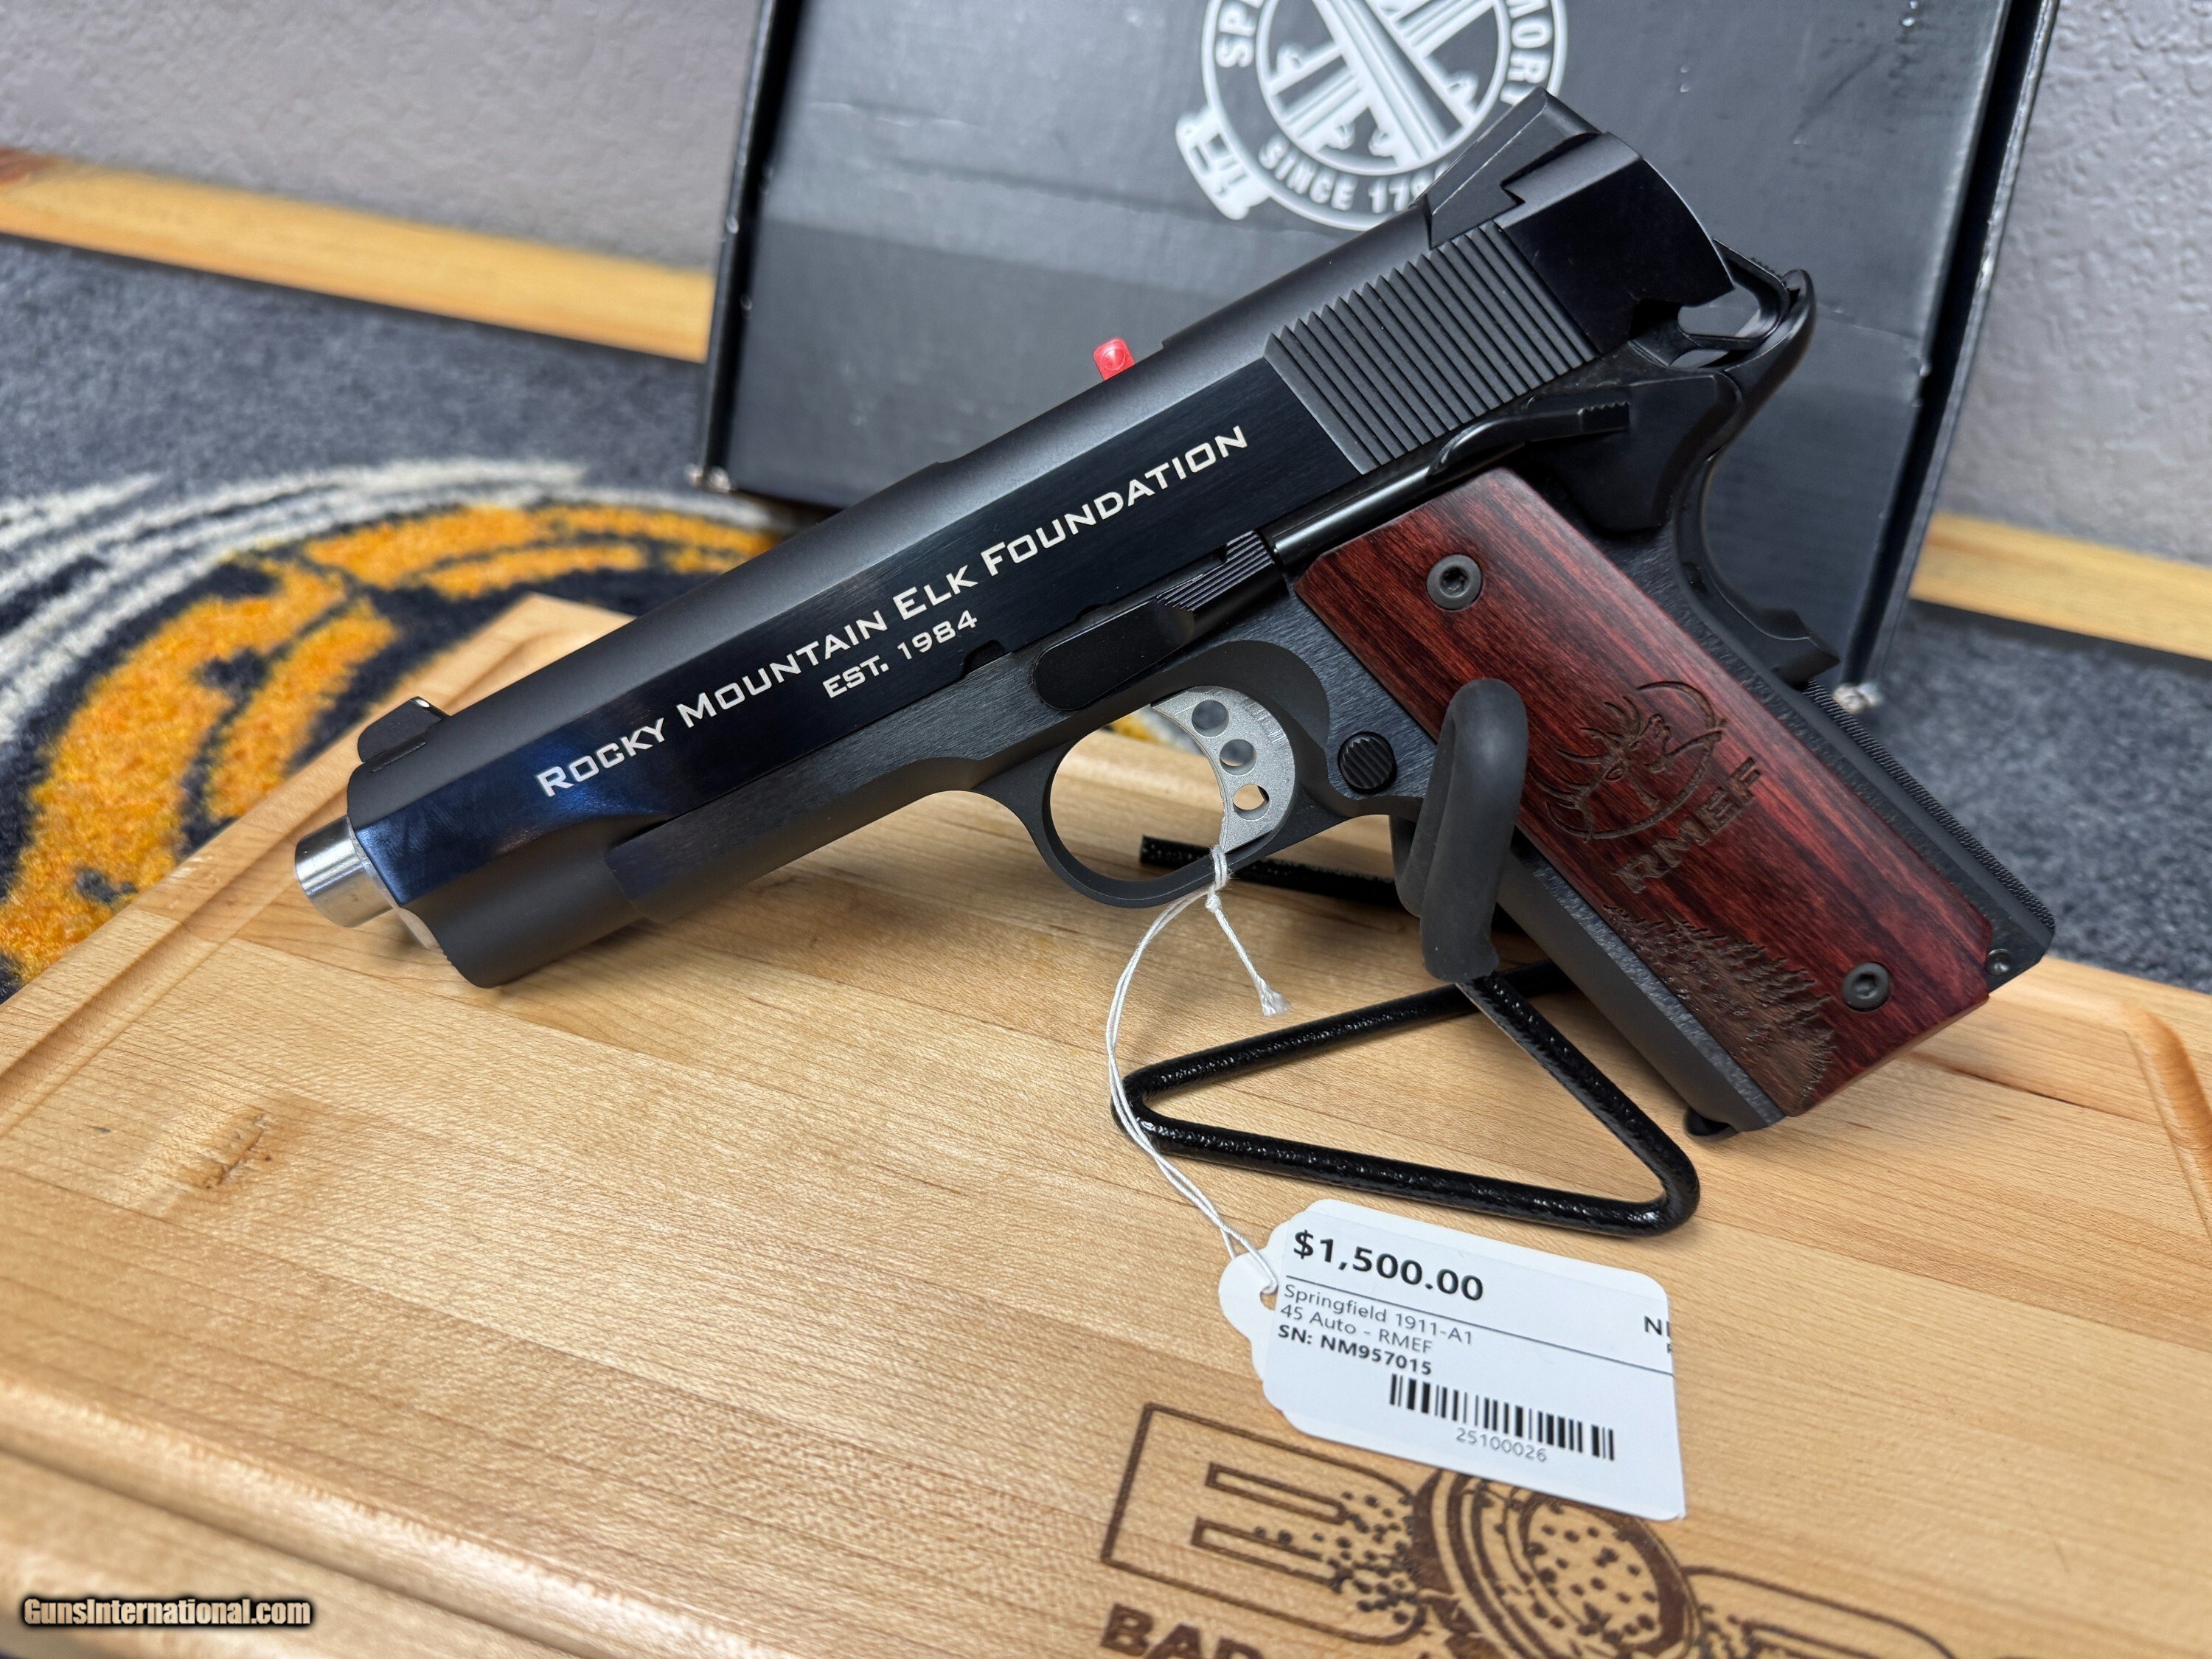 SINCE
ROCKY MOUNTAIN ELK FOUNDATION
EST. 1984
RMEF
$1,500.00
Springfield 1911-A1
45 Auto - RMEF
SN: NM957015
25100026
BAD
GunsInternational.com